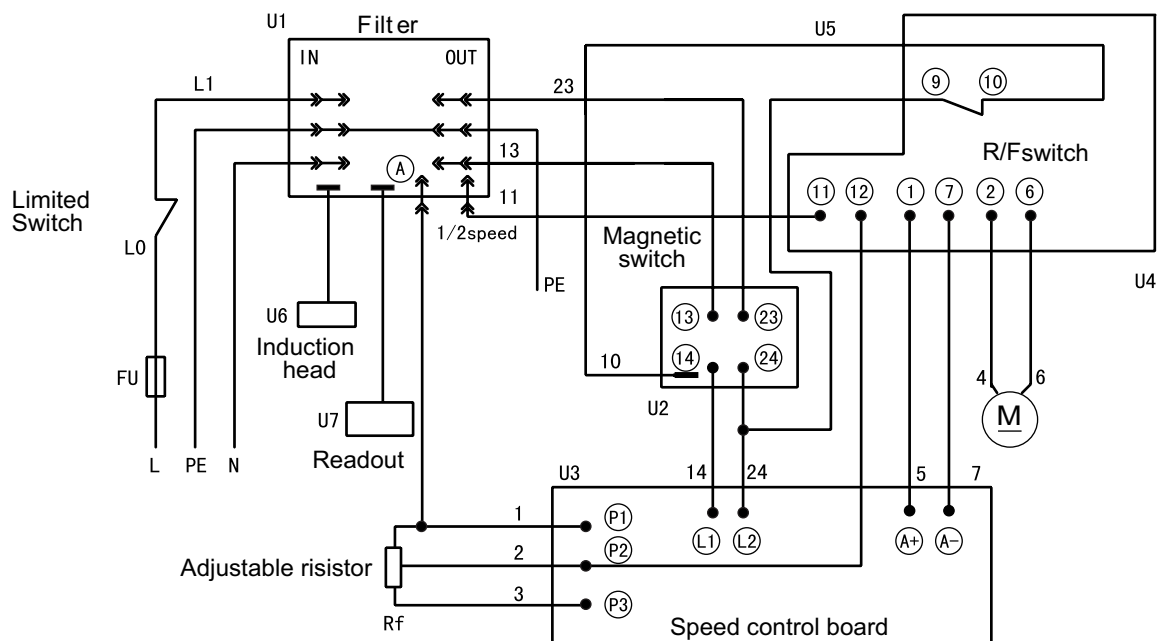 U1
Filter
U5
IN
OUT
L1
23
9
10
13
A
R/Fswitch
11
11
12
1
7
2
6
Limited
Switch
1/2speed
Magnetic
switch
L0
PE
U4
U6
13
23
Induction
head
10
14
24
FU
4
6
U7
U2
M
Readout
L
PE
N
U3
14
24
5
7
1
P1
L1
L2
A+
A-
2
P2
Adjustable risistor
3
P3
Rf
Speed control board